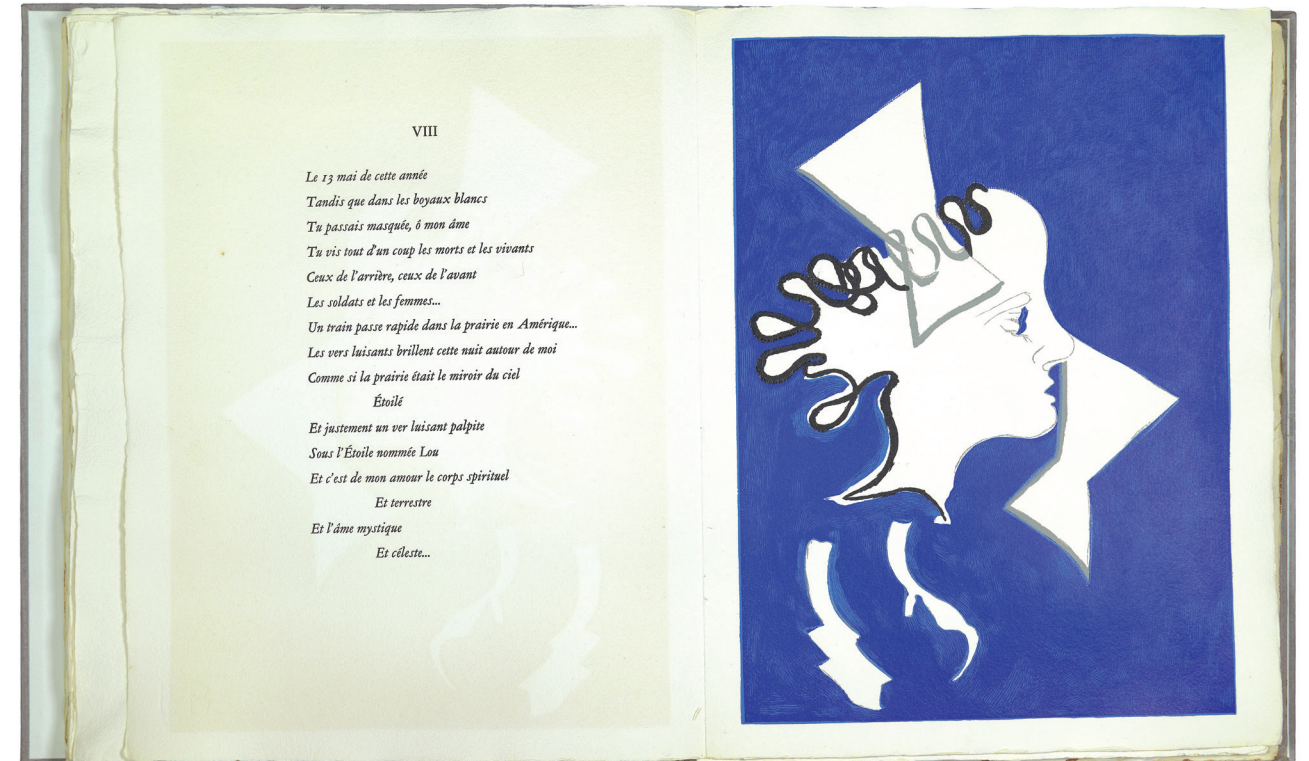 VIII
Le 13 mai de cette année
Tandis que dans les boyaux blancs
Tu passais masquée, ô mon âme
Tu vis tout d'un coup les morts et les vivants
Ceux de l'arrière, ceux de l'avant
Les soldats et les femmes...
Un train passe rapide dans la prairie en Amérique...
Les vers luisants brillent cette nuit autour de moi
Comme si la prairie était le miroir du ciel
Étoilé
Et justement un ver luisant palpite
Sous l'Étoile nommée Lou
Et c'est de mon amour le corps spirituel
Et terrestre
Et l'âme mystique
Et céleste...